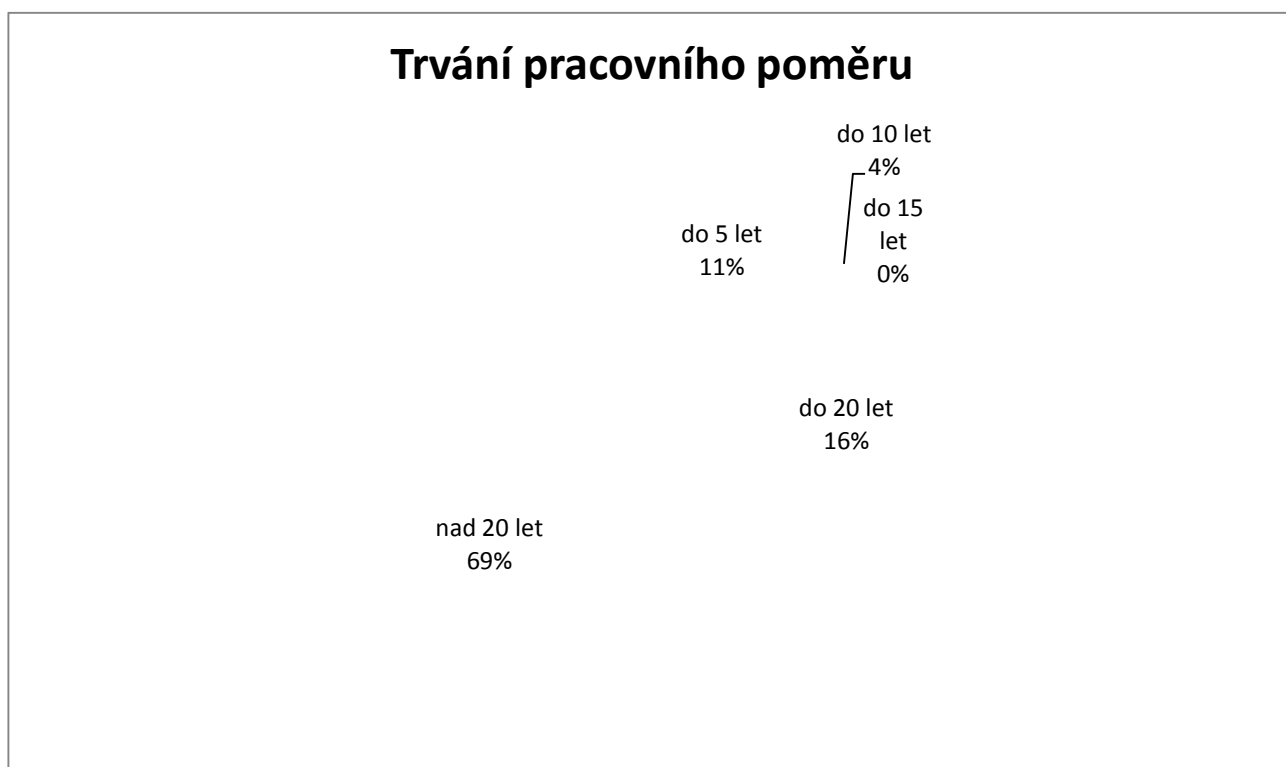 Trvání pracovního poměru
do 10 let
4%
do 15
let
0%
do 5 let
11%
do 20 let
16%
nad 20 let
69%